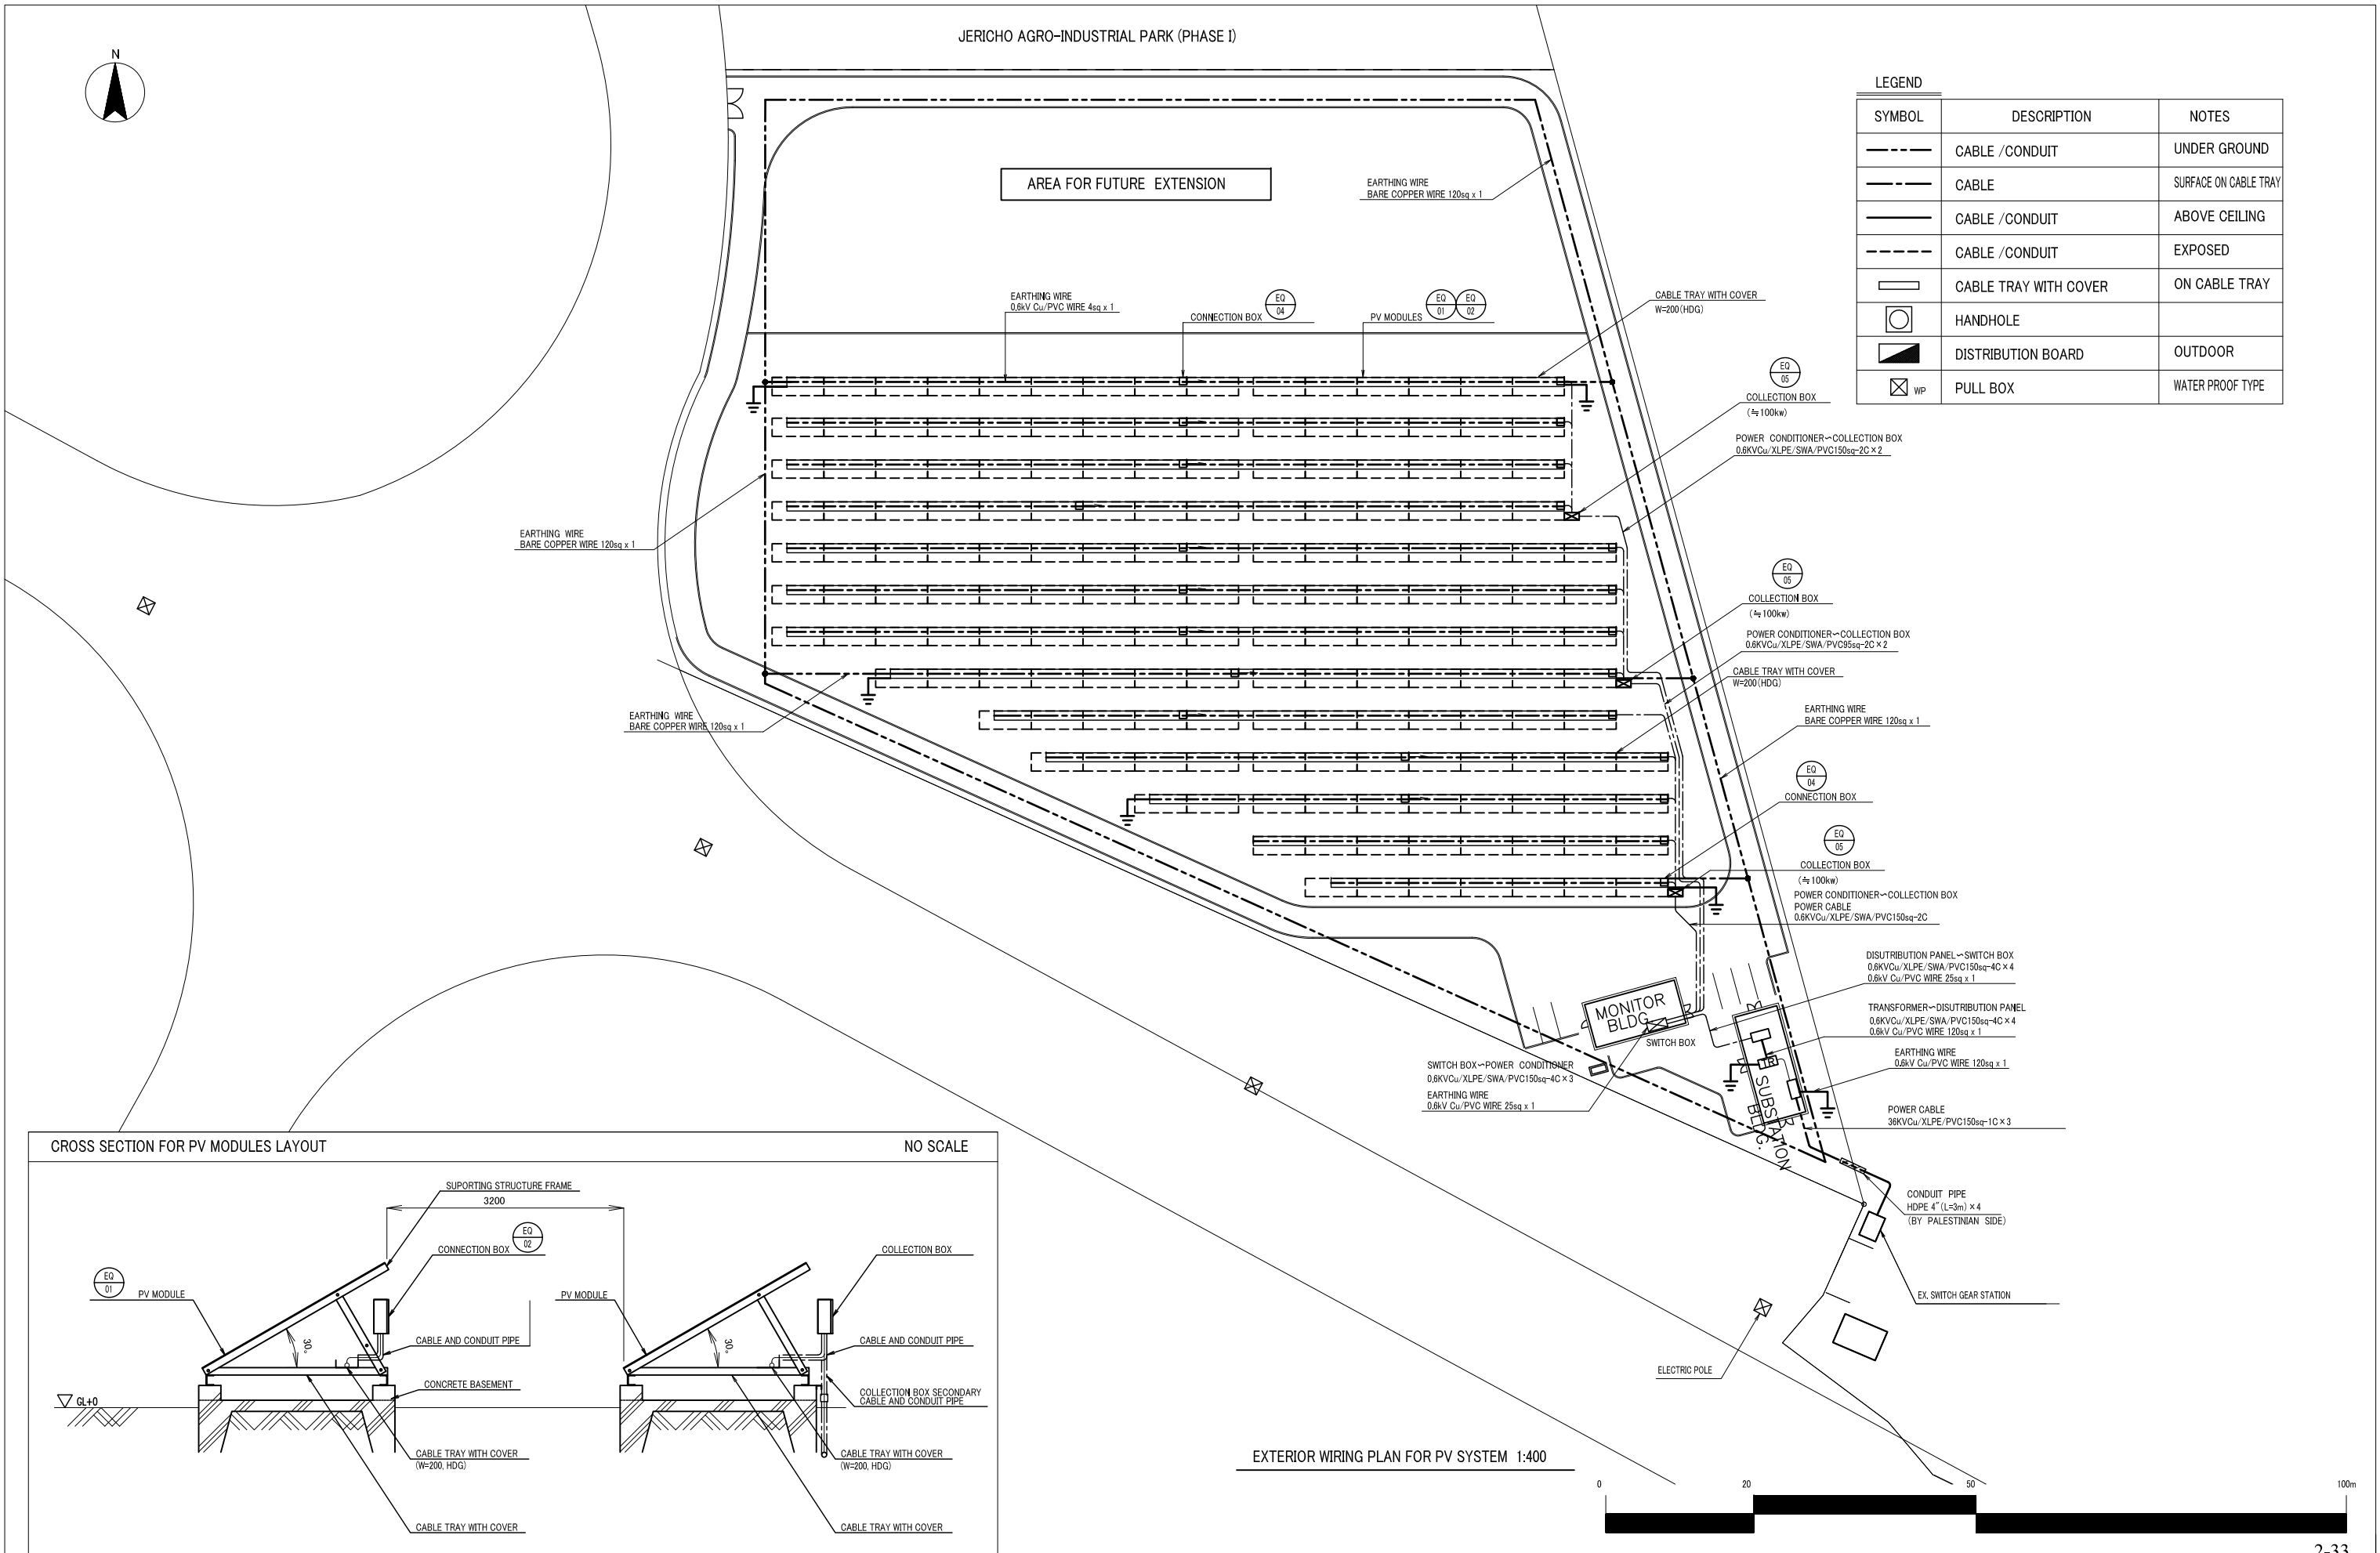 JERICHO AGRO-INDUSTRIAL PARK (PHASE I)
N
LEGEND
SYMBOL DESCRIPTION NOTES
CABLE /CONDUIT UNDER GROUND
CABLE SURFACE ON CABLE TRAY
CABLE /CONDUIT ABOVE CEILING
CABLE /CONDUIT EXPOSED
CABLE TRAY WITH COVER ON CABLE TRAY
HANDHOLE
DISTRIBUTION BOARD OUTDOOR
WP PULL BOX WATER PROOF TYPE
AREA FOR FUTURE EXTENSION
EARTHING WIRE
BARE COPPER WIRE 120sq x 1
EARTHING WIRE
0.6kV Cu/PVC WIRE 4sq x 1
CONNECTION BOX
EQ
04
PV MODULES
EQ
01
EQ
02
CABLE TRAY WITH COVER
W=200(HDG)
EQ
05
COLLECTION BOX
(≒100kw)
POWER CONDITIONER~COLLECTION BOX
0.6KVCu/XLPE/SWA/PVC150sq-2C×2
EARTHING WIRE
BARE COPPER WIRE 120sq x 1
EQ
05
COLLECTION BOX
(≒100kw)
POWER CONDITIONER~COLLECTION BOX
0.6KVCu/XLPE/SWA/PVC95sq-2C×2
CABLE TRAY WITH COVER
W=200(HDG)
EARTHING WIRE
BARE COPPER WIRE 120sq x 1
EARTHING WIRE
BARE COPPER WIRE 120sq x 1
EQ
04
CONNECTION BOX
EQ
05
COLLECTION BOX
(≒100kw)
POWER CONDITIONER~COLLECTION BOX
POWER CABLE
0.6KVCu/XLPE/SWA/PVC150sq-2C
DISUTRIBUTION PANEL~SWITCH BOX
0.6KVCu/XLPE/SWA/PVC150sq-4C×4
0.6kV Cu/PVC WIRE 25sq x 1
MONITOR
BLDG.
SWITCH BOX
TRANSFORMER~DISUTRIBUTION PANEL
0.6KVCu/XLPE/SWA/PVC150sq-4C×4
0.6kV Cu/PVC WIRE 120sq x 1
TR
SUBSTATION
BLDG.
EARTHING WIRE
0.6kV Cu/PVC WIRE 120sq x 1
SWITCH BOX~POWER CONDITIONER
0.6KVCu/XLPE/SWA/PVC150sq-4C×3
EARTHING WIRE
0.6kV Cu/PVC WIRE 25sq x 1
POWER CABLE
36KVCu/XLPE/PVC150sq-1C×3
CONDUIT PIPE
HDPE 4"(L=3m)×4
(BY PALESTINIAN SIDE)
EX. SWITCH GEAR STATION
ELECTRIC POLE
CROSS SECTION FOR PV MODULES LAYOUT NO SCALE
SUPORTING STRUCTURE FRAME
3200
EQ
02
CONNECTION BOX
COLLECTION BOX
EQ
01
PV MODULE
PV MODULE
30°
30°
CABLE AND CONDUIT PIPE
CABLE AND CONDUIT PIPE
CONCRETE BASEMENT
COLLECTION BOX SECONDARY
CABLE AND CONDUIT PIPE
GL+0
CABLE TRAY WITH COVER
(W=200, HDG)
CABLE TRAY WITH COVER
(W=200, HDG)
CABLE TRAY WITH COVER
CABLE TRAY WITH COVER
EXTERIOR WIRING PLAN FOR PV SYSTEM 1:400
0 20 50 100m
2-33